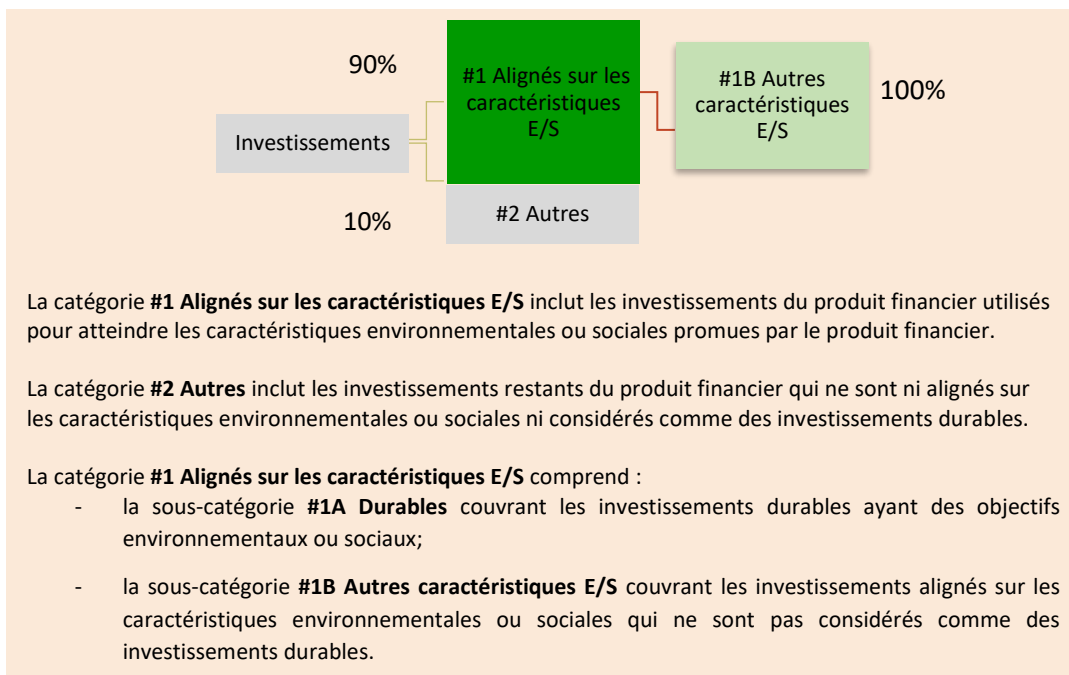 90%
#1 Alignés sur les
caractéristiques
E/S
#1B Autres
caractéristiques
E/S
100%
Investissements
10%
#2 Autres
La catégorie #1 Alignés sur les caractéristiques E/S inclut les investissements du produit financier utilisés
pour atteindre les caractéristiques environnementales ou sociales promues par le produit financier.
La catégorie #2 Autres inclut les investissements restants du produit financier qui ne sont ni alignés sur
les caractéristiques environnementales ou sociales ni considérés comme des investissements durables.
La catégorie #1 Alignés sur les caractéristiques E/S comprend :
- la sous-catégorie #1A Durables couvrant les investissements durables ayant des objectifs
environnementaux ou sociaux;
- la sous-catégorie #1B Autres caractéristiques E/S couvrant les investissements alignés sur les
caractéristiques environnementales ou sociales qui ne sont pas considérés comme des
investissements durables.